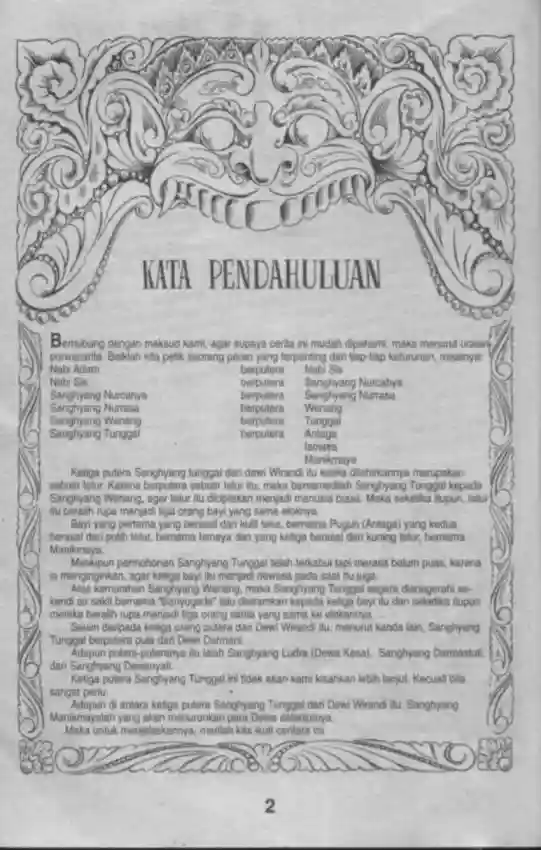 KATA PENDAHULUAN
Berhubung dengan maksud kami, agar supaya cerita ini mudah dipahami, maka menurut urutan
purwacarita. Baiklah kita petik seorang peran yang terpenting dari tiap-tiap keturunan, misalnya:
Nabi Adam berputera Nabi Sis
Nabi Sis berputera Sanghyang Nurcahya
Sanghyang Nurcahya berputera Sanghyang Nurrasa
Sanghyang Nurrasa berputera Wenang
Sanghyang Wenang berputera Tunggal
Sanghyang Tunggal berputera Antaga
Ismaya
Manikmaya
Ketiga putera Sanghyang tunggal dari dewi Wirandi itu ketika dilahirkannya merupakan
sebutir telur. Karena berputera sebutir telur itu, maka bersemedilah Sanghyang Tunggal kepada
Sanghyang Wenang, agar telur itu diciptakan menjadi manusia biasa. Maka seketika itupun, telur
itu beralih rupa menjadi tiga orang bayi yang sama eloknya.
Bayi yang pertama yang berasal dari kulit telur, bernama Puguh (Antaga) yang kedua
berasal dari putih telur, bernama Ismaya dan yang ketiga berasal dari kuning telur, bernama
Manikmaya.
Meskipun permohonan Sanghyang Tunggal telah terkabul tapi merasa belum puas, karena
ia menginginkan, agar ketiga bayi itu menjadi dewasa pada saat itu juga.
Atas kemurahan Sanghyang Wenang, maka Sanghyang Tunggal segera dianugerahi se-
kendi air sakti bernama "Banyugada" lalu disiramkan kepada ketiga bayi itu dan seketika itupun
mereka beralih rupa menjadi tiga orang satria yang sama
Selain daripada ketiga orang putera dari Dewi Wirandi itu, menurut kanda lain, Sanghyang
Tunggal berputera pula dari Dewi Darmani.
Adapun putera-puteranya itu ialah Sanghyang Ludra (Dewa Kesa), Sanghyang
dan Sanghyang Dewanyali.
Ketiga putera Sanghyang Tunggal ini tidak akan kami kisahkan lebih lanjut. Kecuali bila
sangat perlu.
Adapun di antara ketiga putera Sanghyang Tunggal dari Dewi Wirandi itu, Sanghyang
Manikmayalah yang akan menurunkan para Dewa selanjutnya.
Maka untuk menjelaskannya, marilah kita ikuti ceritera ini
2